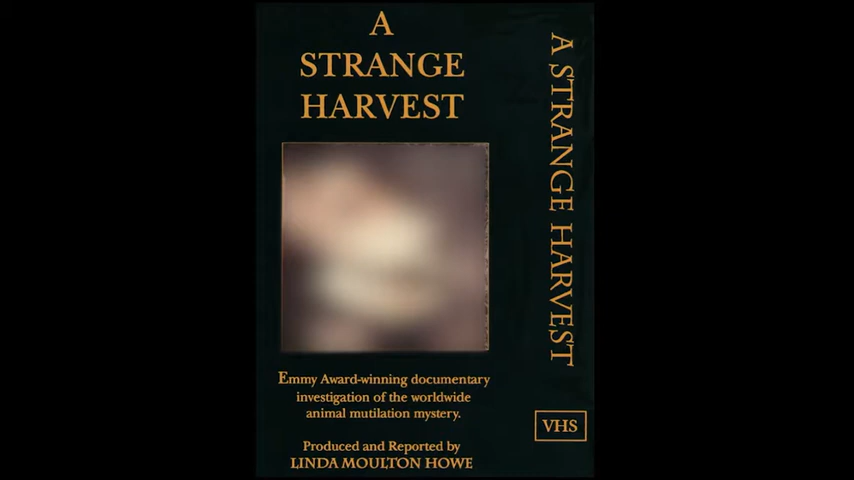 A
STRANGE
HARVEST
Emmy Award-winning documentary
investigation of the worldwide
animal mutilation mystery.
Produced and Reported by
LINDA MOULTON HOWE
A STRANGE HARVEST
VHS